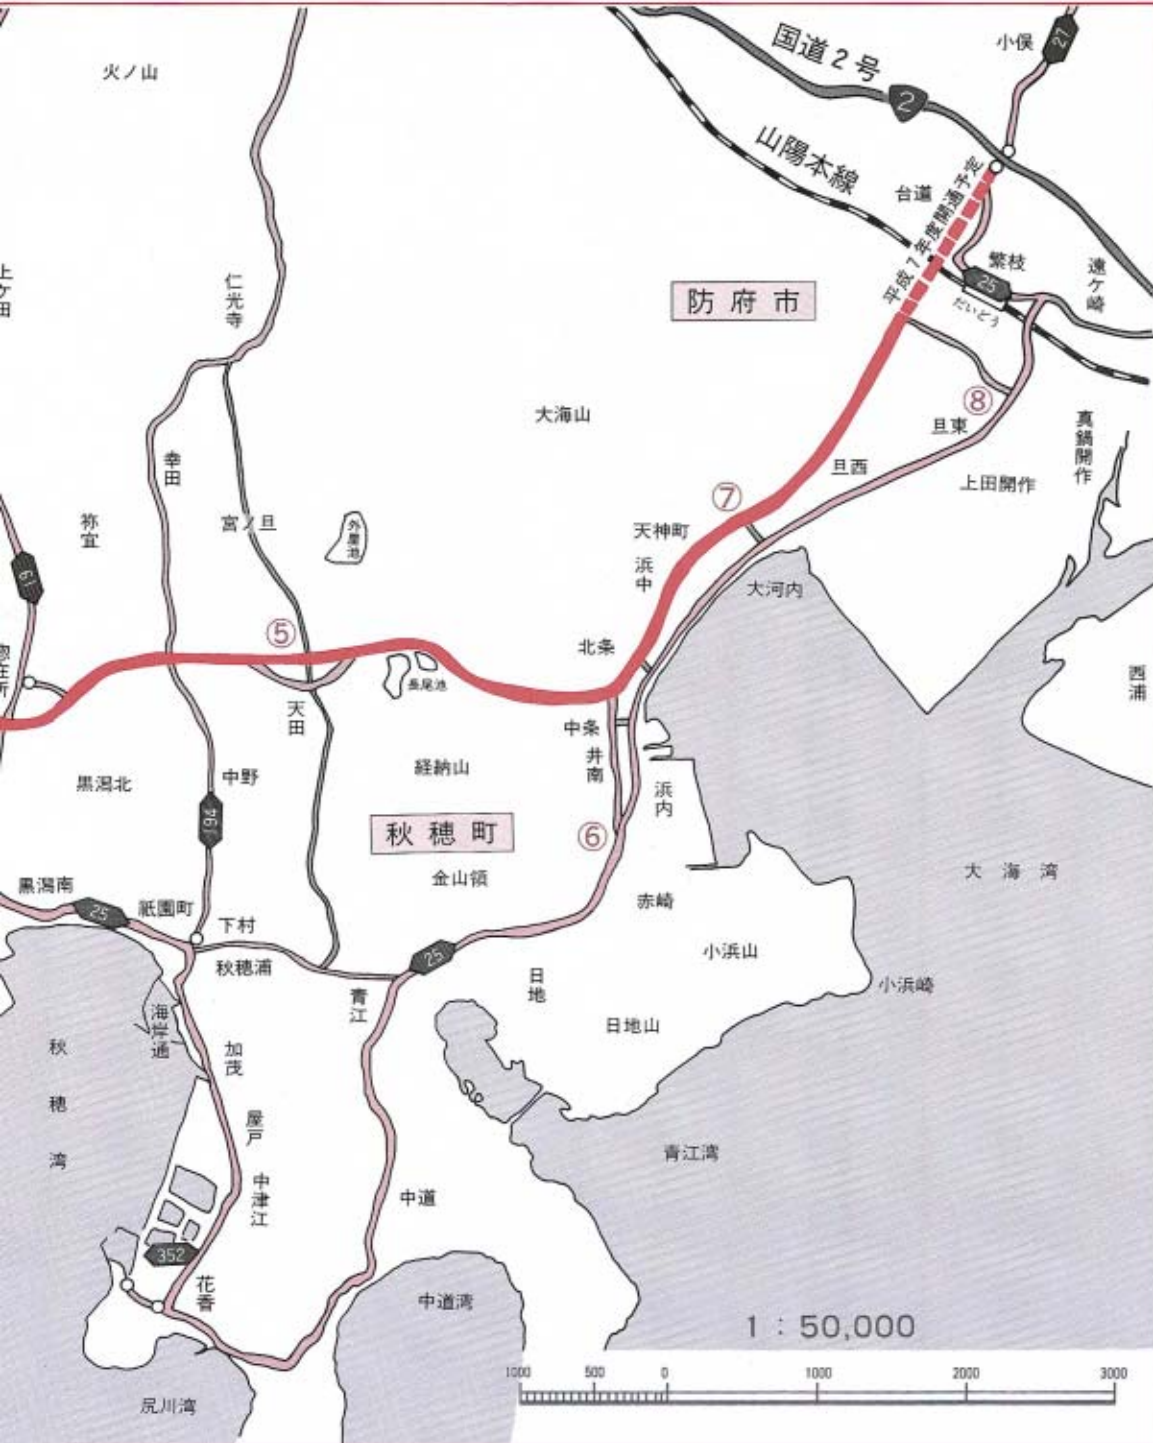 火ノ山
国道2号
2
小俣
27
山陽本線
台道
平成7年度開通予定
繁枝
25
だいどう
遠ケ崎
上ケ田
仁光寺
防府市
大海山
⑧
旦東
真鍋開作
旦西
上田開作
幸田
祢宜
宮ノ旦
外屋池
⑦
天神町
浜中
61
大河内
⑤
北条
惣在所
長尾池
西浦
天田
中条
井南
経納山
黒潟北
中野
浜内
194
秋穂町
⑥
大海湾
金山領
黒潟南
25
祇園町
下村
赤崎
秋穂浦
25
小浜山
青江
日地
小浜崎
海岸通
日地山
秋穂湾
加茂
屋戸
青江湾
中津江
中道
352
花香
中道湾
1：50,000
1000 500 0 1000 2000 3000
尻川湾